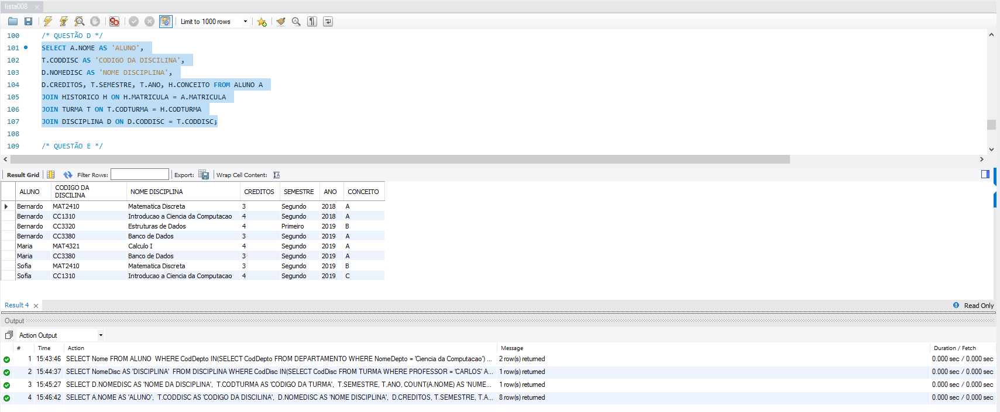 lista008
Limit to 1000 rows
100 /* QUESTÃO D */
101 SELECT A.NOME AS 'ALUNO',
102 T.CODDISC AS 'CODIGO DA DISCILINA',
103 D.NOMEDISC AS 'NOME DISCIPLINA',
104 D.CREDITOS, T.SEMESTRE, T.ANO, H.CONCEITO FROM ALUNO A
105 JOIN HISTORICO H ON H.MATRICULA = A.MATRICULA
106 JOIN TURMA T ON T.CODTURMA = H.CODTURMA
107 JOIN DISCIPLINA D ON D.CODDISC = T.CODDISC;
108
109 /* QUESTÃO E */
Result Grid Filter Rows: Export: Wrap Cell Content:
ALUNO CODIGO DA DISCILINA NOME DISCIPLINA CREDITOS SEMESTRE ANO CONCEITO
Bernardo MAT2410 Matematica Discreta 3 Segundo 2018 A
Bernardo CC1310 Introducao a Ciencia da Computacao 4 Segundo 2018 A
Bernardo CC3320 Estruturas de Dados 4 Primeiro 2019 B
Bernardo CC3380 Banco de Dados 3 Segundo 2019 A
Maria MAT4321 Calculo I 4 Segundo 2019 A
Maria CC3380 Banco de Dados 3 Segundo 2019 A
Sofia MAT2410 Matematica Discreta 3 Segundo 2019 B
Sofia CC1310 Introducao a Ciencia da Computacao 4 Segundo 2019 C
Result 4 Read Only
Output
Action Output
# Time Action Message Duration / Fetch
1 15:43:46 SELECT Nome FROM ALUNO WHERE CodDepto IN(SELECT CodDepto FROM DEPARTAMENTO WHERE NomeDepto = 'Ciencia da Computacao') ... 2 row(s) returned 0.000 sec / 0.000 sec
2 15:44:37 SELECT NomeDisc AS 'DISCIPLINA' FROM DISCIPLINA WHERE CodDisc IN(SELECT CodDisc FROM TURMA WHERE PROFESSOR = 'CARLOS' A... 1 row(s) returned 0.000 sec / 0.000 sec
3 15:45:27 SELECT D.NOMEDISC AS 'NOME DA DISCIPLINA', T.CODTURMA AS 'CODIGO DA TURMA', T.SEMESTRE, T.ANO, COUNT(A.NOME) AS 'NUME... 1 row(s) returned 0.000 sec / 0.000 sec
4 15:46:42 SELECT A.NOME AS 'ALUNO', T.CODDISC AS 'CODIGO DA DISCILINA', D.NOMEDISC AS 'NOME DISCIPLINA', D.CREDITOS, T.SEMESTRE, T.A... 8 row(s) returned 0.000 sec / 0.000 sec